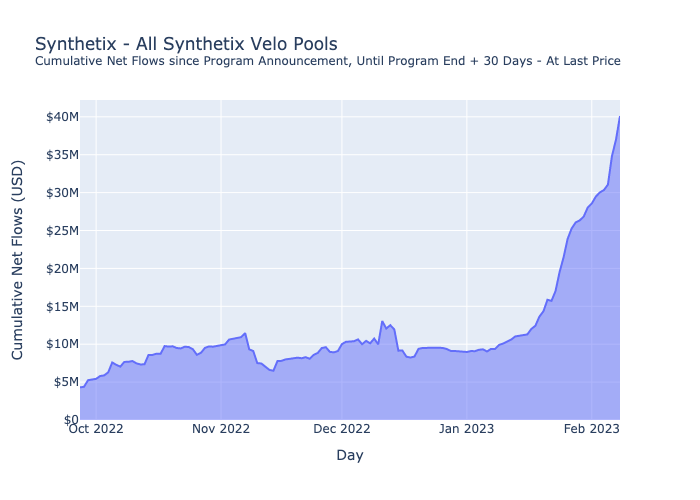 Synthetix - All Synthetix Velo Pools
Cumulative Net Flows since Program Announcement, Until Program End + 30 Days - At Last Price
Cumulative Net Flows (USD)
$40M
$35M
$30M
$25M
$20M
$15M
$10M
$5M
$0
Oct 2022 Nov 2022 Dec 2022 Jan 2023 Feb 2023
Day